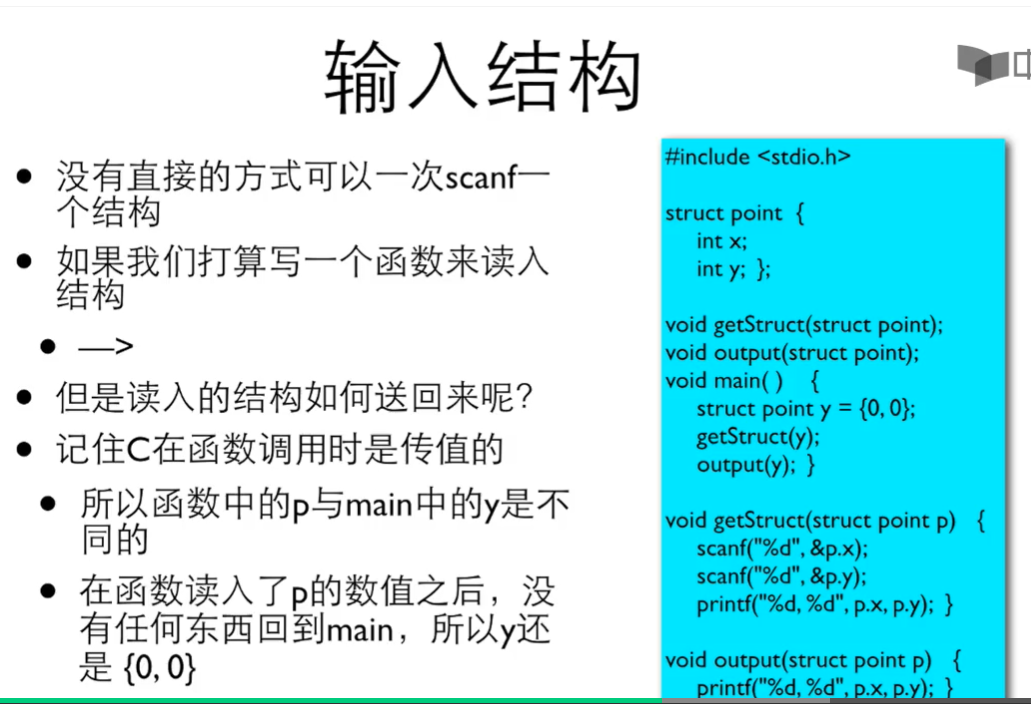 输入结构
没有直接的方式可以一次scanf一
个结构
如果我们打算写一个函数来读入
结构
—>
但是读入的结构如何送回来呢?
记住C在函数调用时是传值的
所以函数中的p与main中的y是不
同的
在函数读入了p的数值之后，没
有任何东西回到main，所以y还
是 {0, 0}
#include <stdio.h>
struct point {
int x;
int y; };
void getStruct(struct point);
void output(struct point);
void main( ) {
struct point y = {0, 0};
getStruct(y);
output(y); }
void getStruct(struct point p) {
scanf("%d", &p.x);
scanf("%d", &p.y);
printf("%d, %d", p.x, p.y); }
void output(struct point p) {
printf("%d, %d", p.x, p.y); }